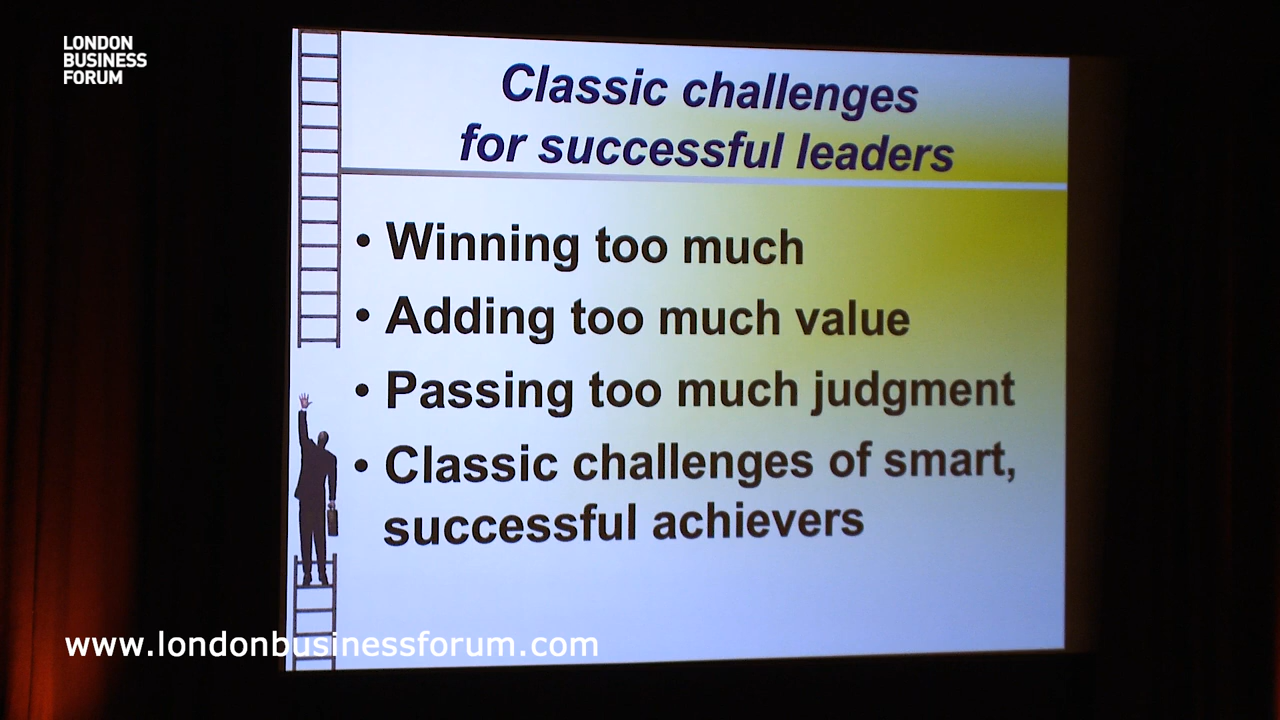 LONDON
BUSINESS
FORUM
Classic challenges
for successful leaders
• Winning too much
• Adding too much value
• Passing too much judgment
• Classic challenges of smart,
successful achievers
www.londonbusinessforum.com